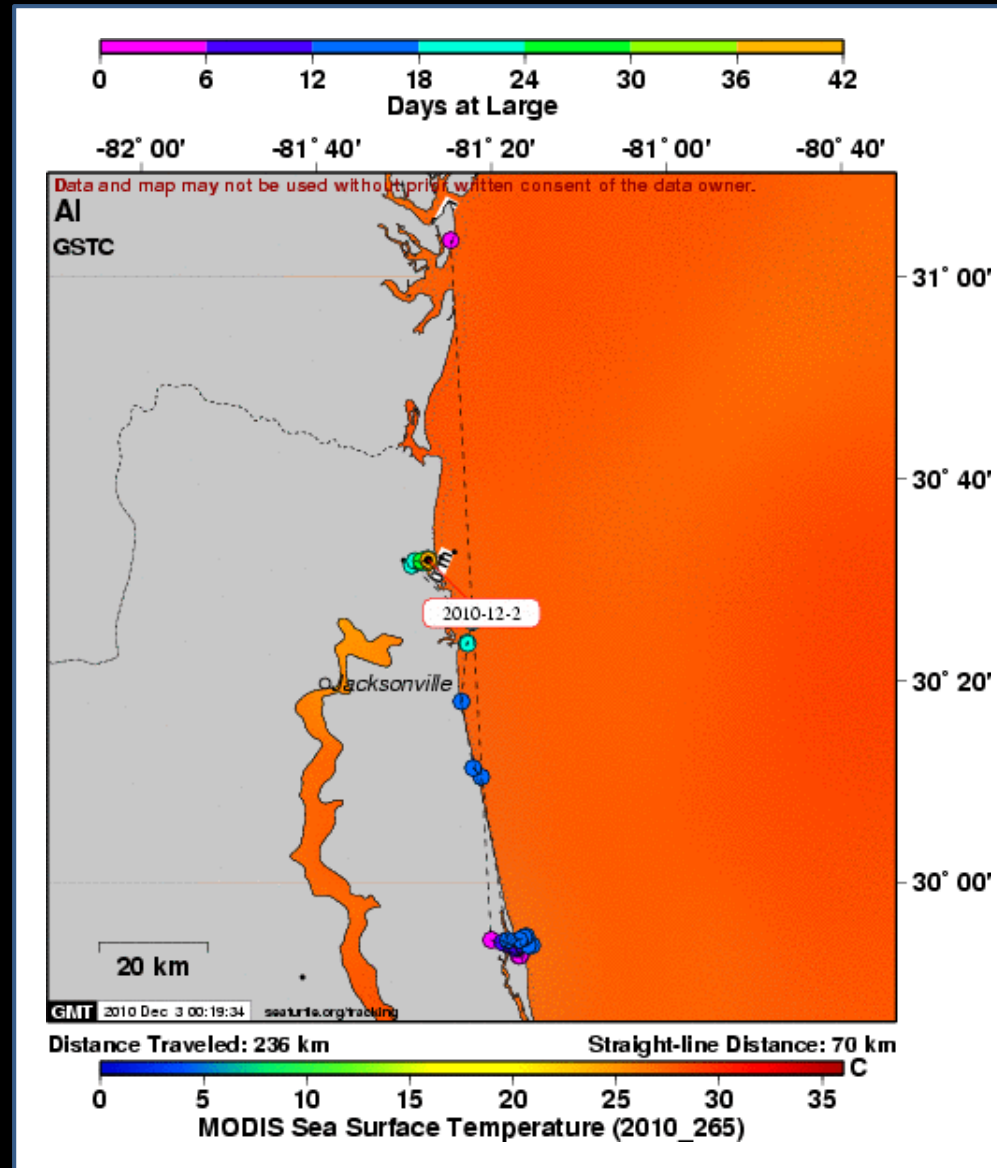 0 6 12 18 24 30 36 42
Days at Large
-82° 00' -81° 40' -81° 20' -81° 00' -80° 40'
Data and map may not be used without prior written consent of the data owner.
Al
GSTC
31° 00'
30° 40'
2010-12-2
Jacksonville
30° 20'
30° 00'
20 km
GMT 2010 Dec 3 00:19:34 seaturtle.org/tracking
Distance Traveled: 236 km Straight-line Distance: 70 km
C
0 5 10 15 20 25 30 35
MODIS Sea Surface Temperature (2010_265)